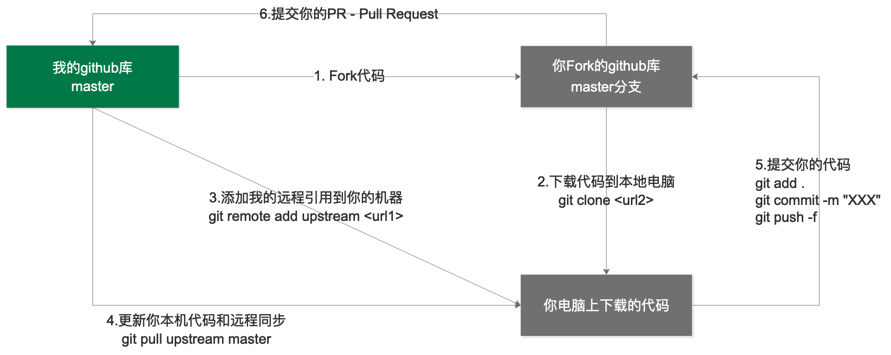 6.提交你的PR - Pull Request
我的github库
master
1. Fork代码
你Fork的github库
master分支
3.添加我的远程引用到你的机器
git remote add upstream <url1>
2.下载代码到本地电脑
git clone <url2>
5.提交你的代码
git add .
git commit -m "XXX"
git push -f
你电脑上下载的代码
4.更新你本机代码和远程同步
git pull upstream master